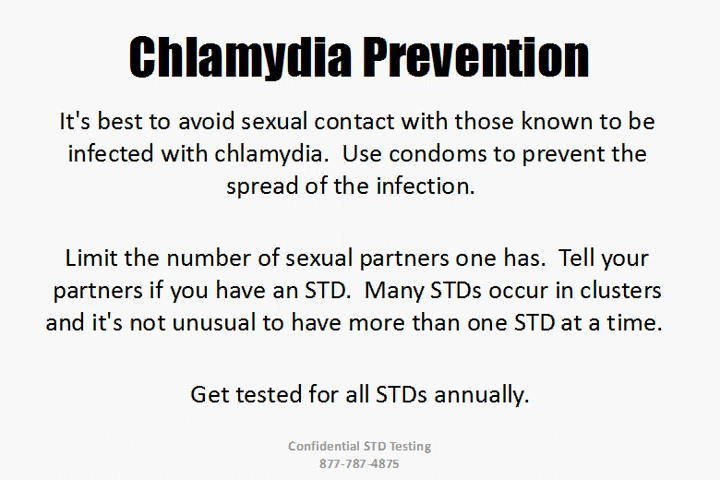 Chlamydia Prevention
It's best to avoid sexual contact with those known to be
infected with chlamydia.  Use condoms to prevent the
spread of the infection.
Limit the number of sexual partners one has.  Tell your
partners if you have an STD.  Many STDs occur in clusters
and it's not unusual to have more than one STD at a time.
Get tested for all STDs annually.
Confidential STD Testing
877-787-4875